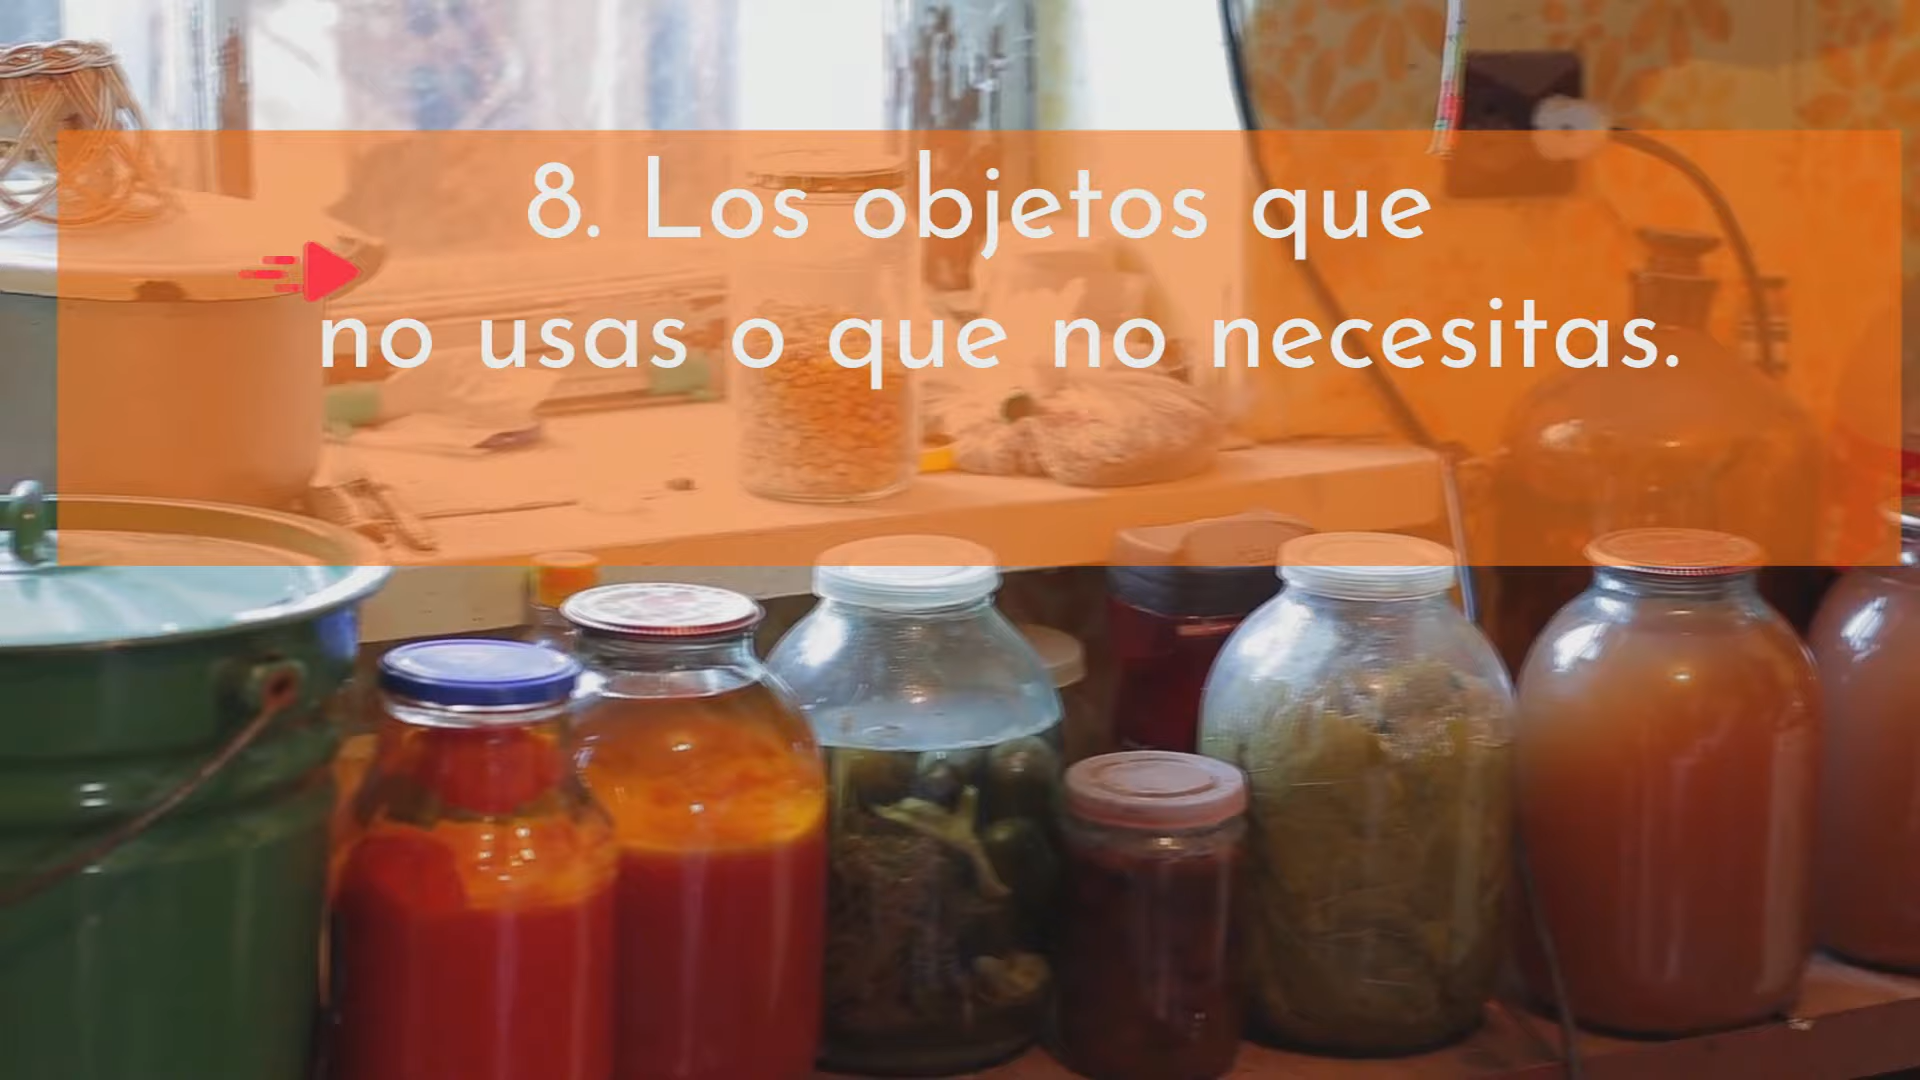 8. Los objetos que
no usas o que no necesitas.